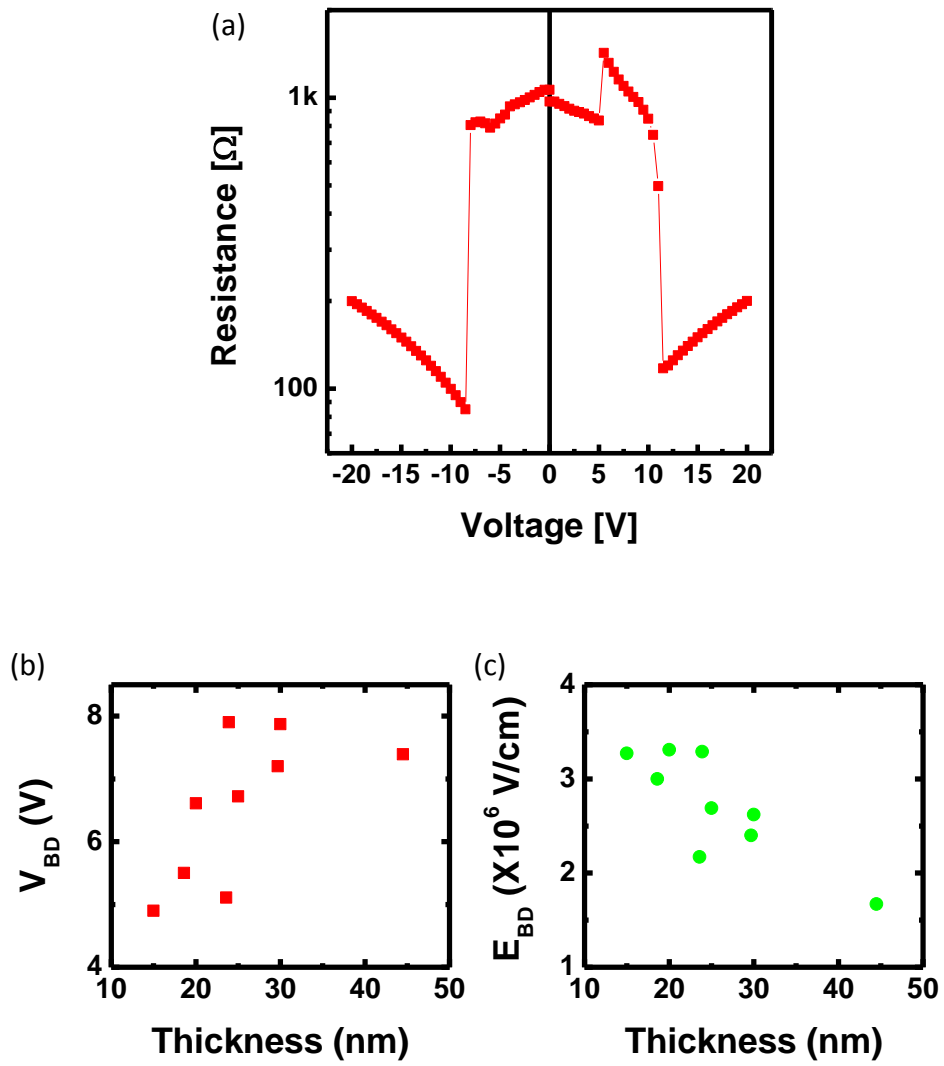 (a)
Resistance [Ω]
1k
100
-20 -15 -10 -5 0 5 10 15 20
Voltage [V]
(b)
V_BD (V)
8
6
4
10 20 30 40 50
Thickness (nm)
(c)
E_BD (X10^6 V/cm)
4
3
2
1
10 20 30 40 50
Thickness (nm)